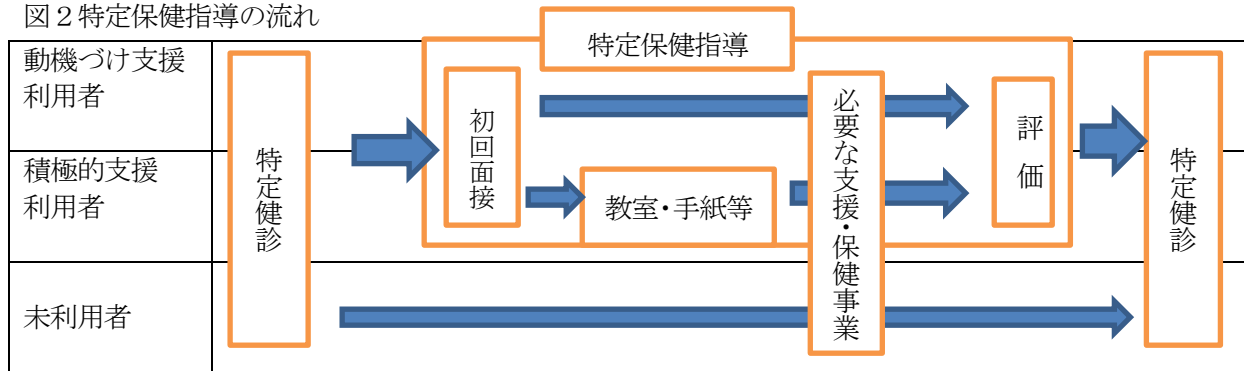 図２特定保健指導の流れ
特定保健指導
動機づけ支援
利用者
積極的支援
利用者
未利用者
特定健診
初回面接
教室・手紙等
必要な支援・保健事業
評価
特定健診